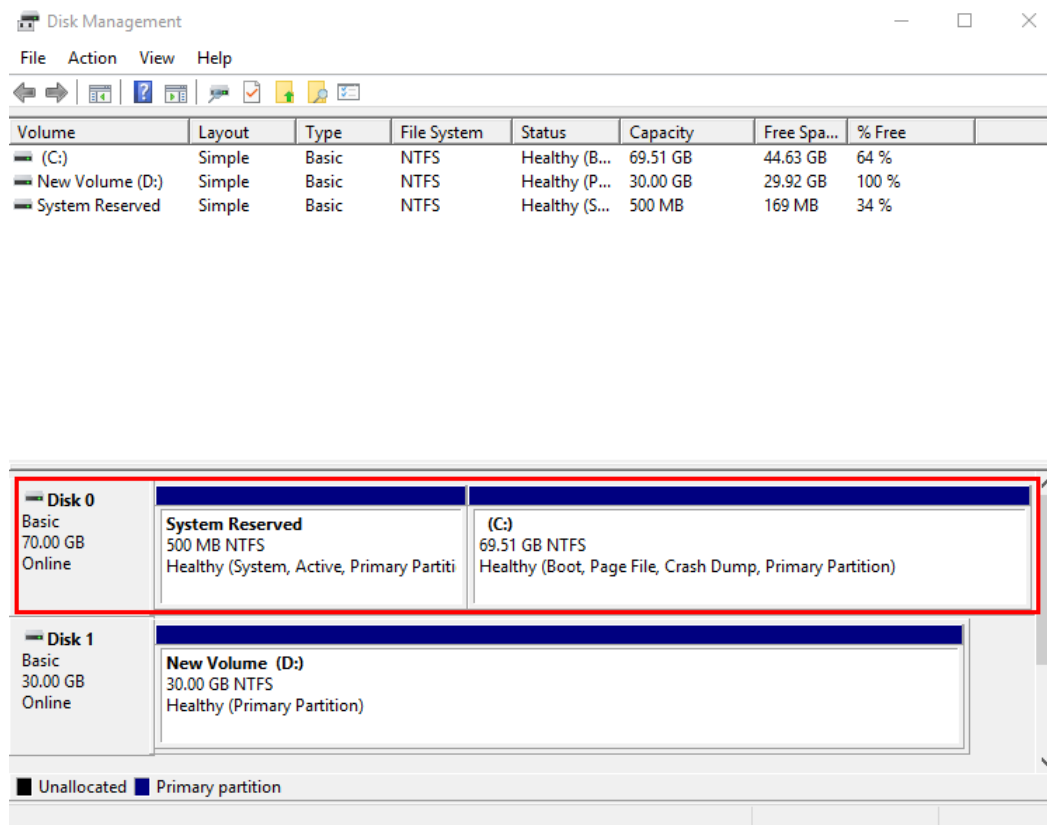 Disk Management
File Action View Help
Volume Layout Type File System Status Capacity Free Spa... % Free
(C:) Simple Basic NTFS Healthy (B... 69.51 GB 44.63 GB 64 %
New Volume (D:) Simple Basic NTFS Healthy (P... 30.00 GB 29.92 GB 100 %
System Reserved Simple Basic NTFS Healthy (S... 500 MB 169 MB 34 %
Disk 0
Basic
70.00 GB
Online
System Reserved
500 MB NTFS
Healthy (System, Active, Primary Partiti
(C:)
69.51 GB NTFS
Healthy (Boot, Page File, Crash Dump, Primary Partition)
Disk 1
Basic
30.00 GB
Online
New Volume (D:)
30.00 GB NTFS
Healthy (Primary Partition)
Unallocated Primary partition